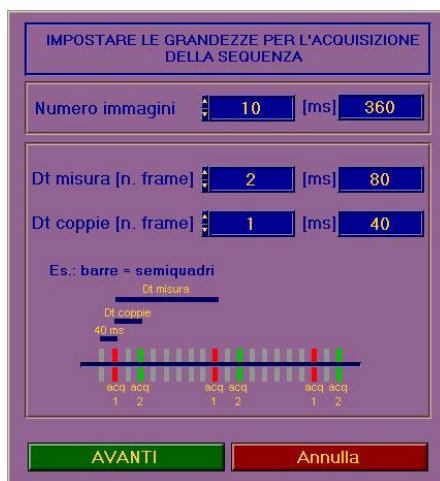 IMPOSTARE LE GRANDEZZE PER L'ACQUISIZIONE
DELLA SEQUENZA
Numero immagini 10 [ms] 360
Dt misura [n. frame] 2 [ms] 80
Dt coppie [n. frame] 1 [ms] 40
Es.: barre = semiquadri
Dt misura
Dt coppie
40 ms
acq acq acq acq acq acq
1 2 1 2 1 2
AVANTI Annulla